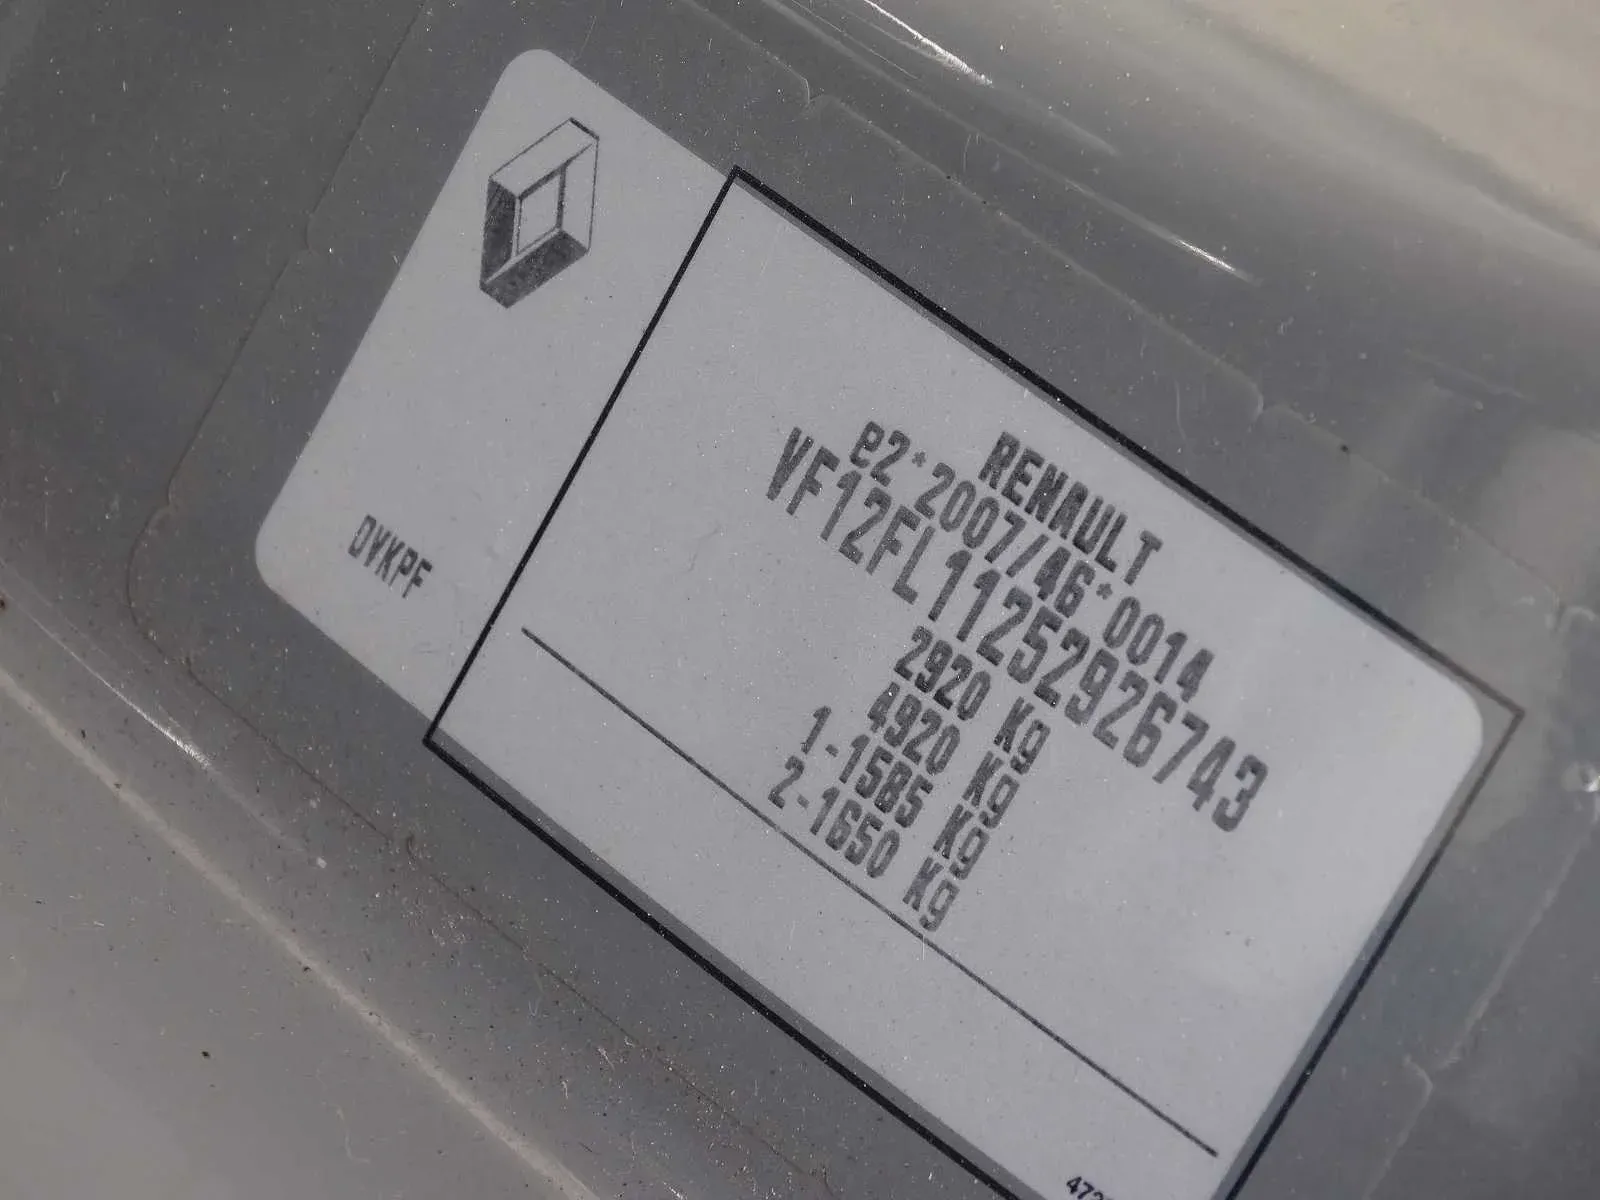 RENAULT
e2*2007/46*0014
VF12FL11252926743
2920 Kg
4920 Kg
1-1585 Kg
2-1650 Kg
DVKPF